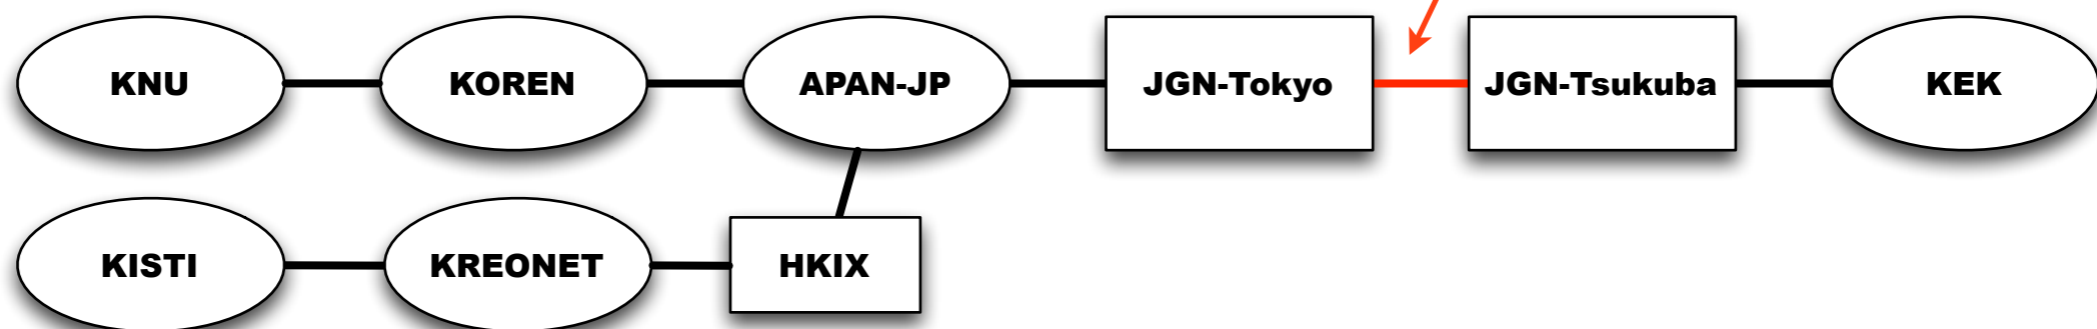 KNU
KOREN
APAN-JP
JGN-Tokyo
JGN-Tsukuba
KEK
KISTI
KREONET
HKIX